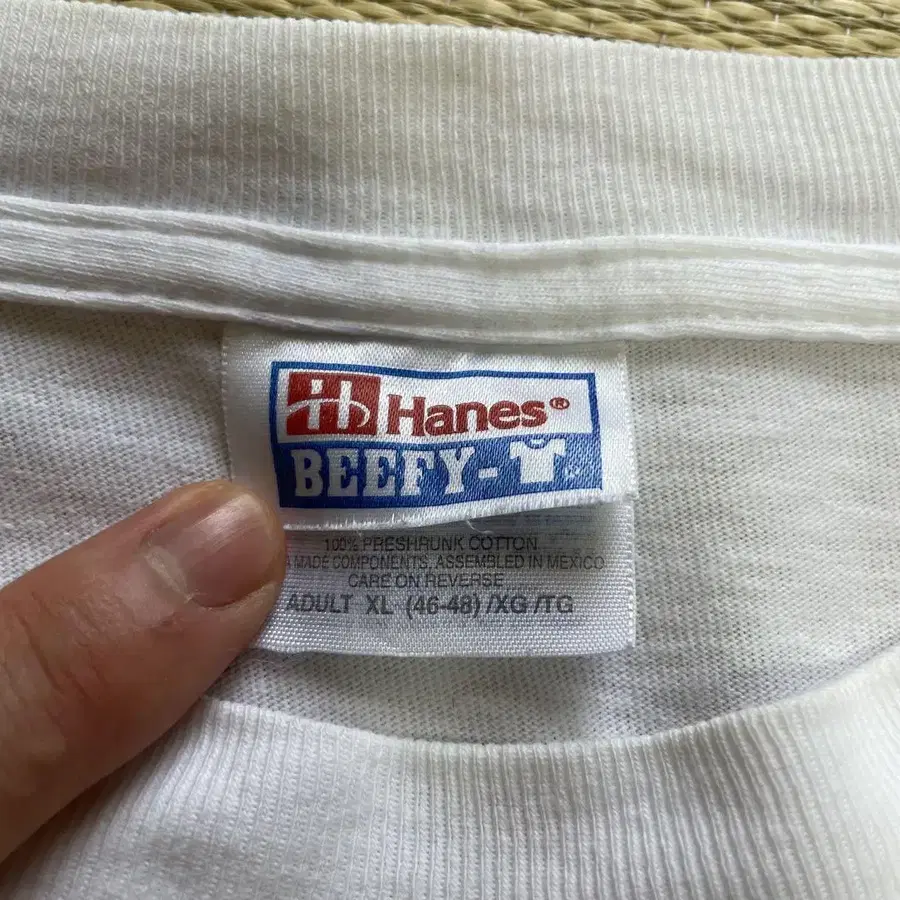 Hanes®
BEEFY-
100% PRESHRUNK COTTON
MADE COMPONENTS, ASSEMBLED IN MEXICO
CARE ON REVERSE
ADULT XL (46-48) /XG /TG